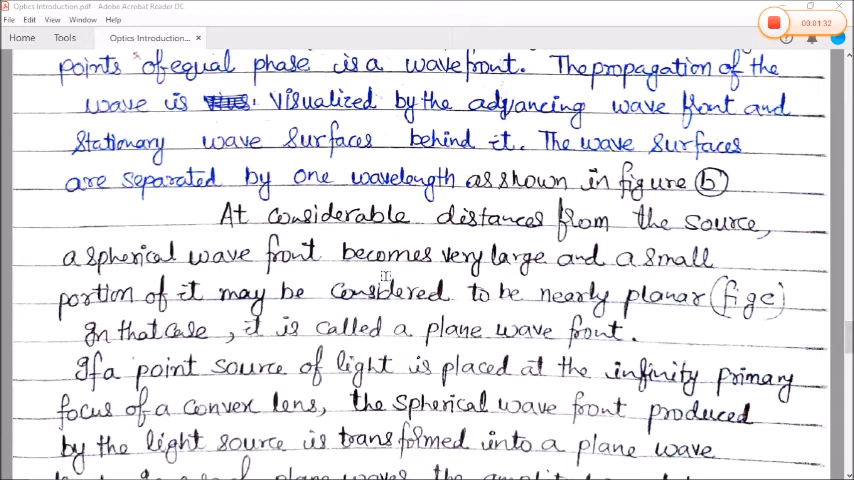 Optics Introduction.pdf - Adobe Acrobat Reader DC
File Edit View Window Help
00:01:32
Home Tools Optics Introduction... ×
points of equal phase is a wavefront. The propagation of the
wave is visualized by the advancing wave front and
stationary wave surfaces behind it. The wave surfaces
are separated by one wavelength as shown in figure b
At considerable distances from the source,
a spherical wave front becomes very large and a small
portion of it may be considered to be nearly planar (fig c)
In that case, it is called a plane wave front.
If a point source of light is placed at the infinity primary
focus of a convex lens, the spherical wave front produced
by the light source is transformed into a plane wave
plane waves the